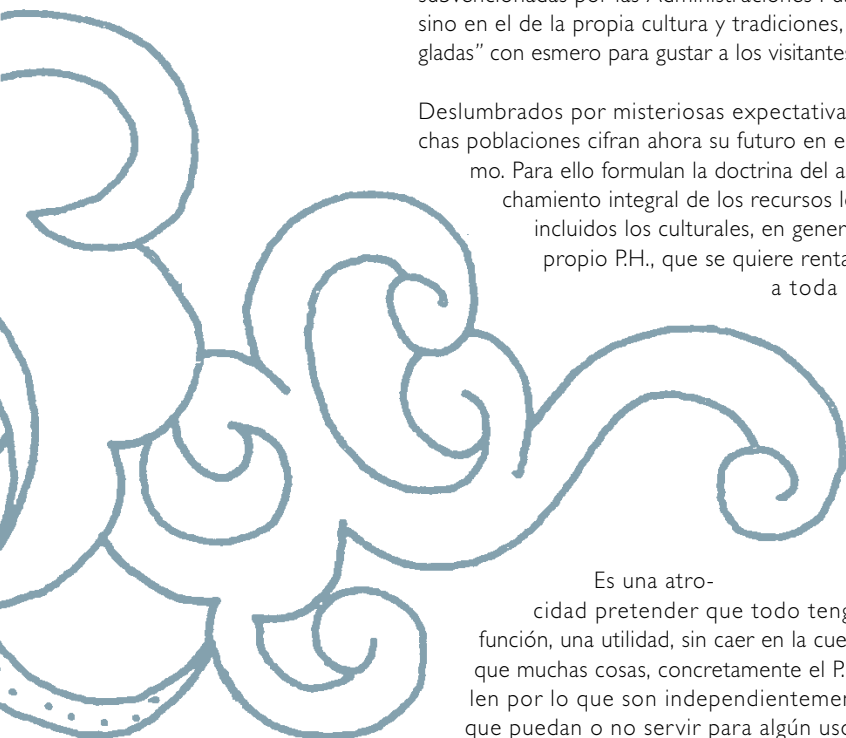 sino en el de la propia cultura y tradiciones,
gladas” con esmero para gustar a los visitantes
Deslumbrados por misteriosas expectativa
chas poblaciones cifran ahora su futuro en e
mo. Para ello formulan la doctrina del a
chamiento integral de los recursos l
incluidos los culturales, en gener
propio P.H., que se quiere renta
a toda
Es una atro-
cidad pretender que todo teng
función, una utilidad, sin caer en la cue
que muchas cosas, concretamente el P.
len por lo que son independientemen
que puedan o no servir para algún uso